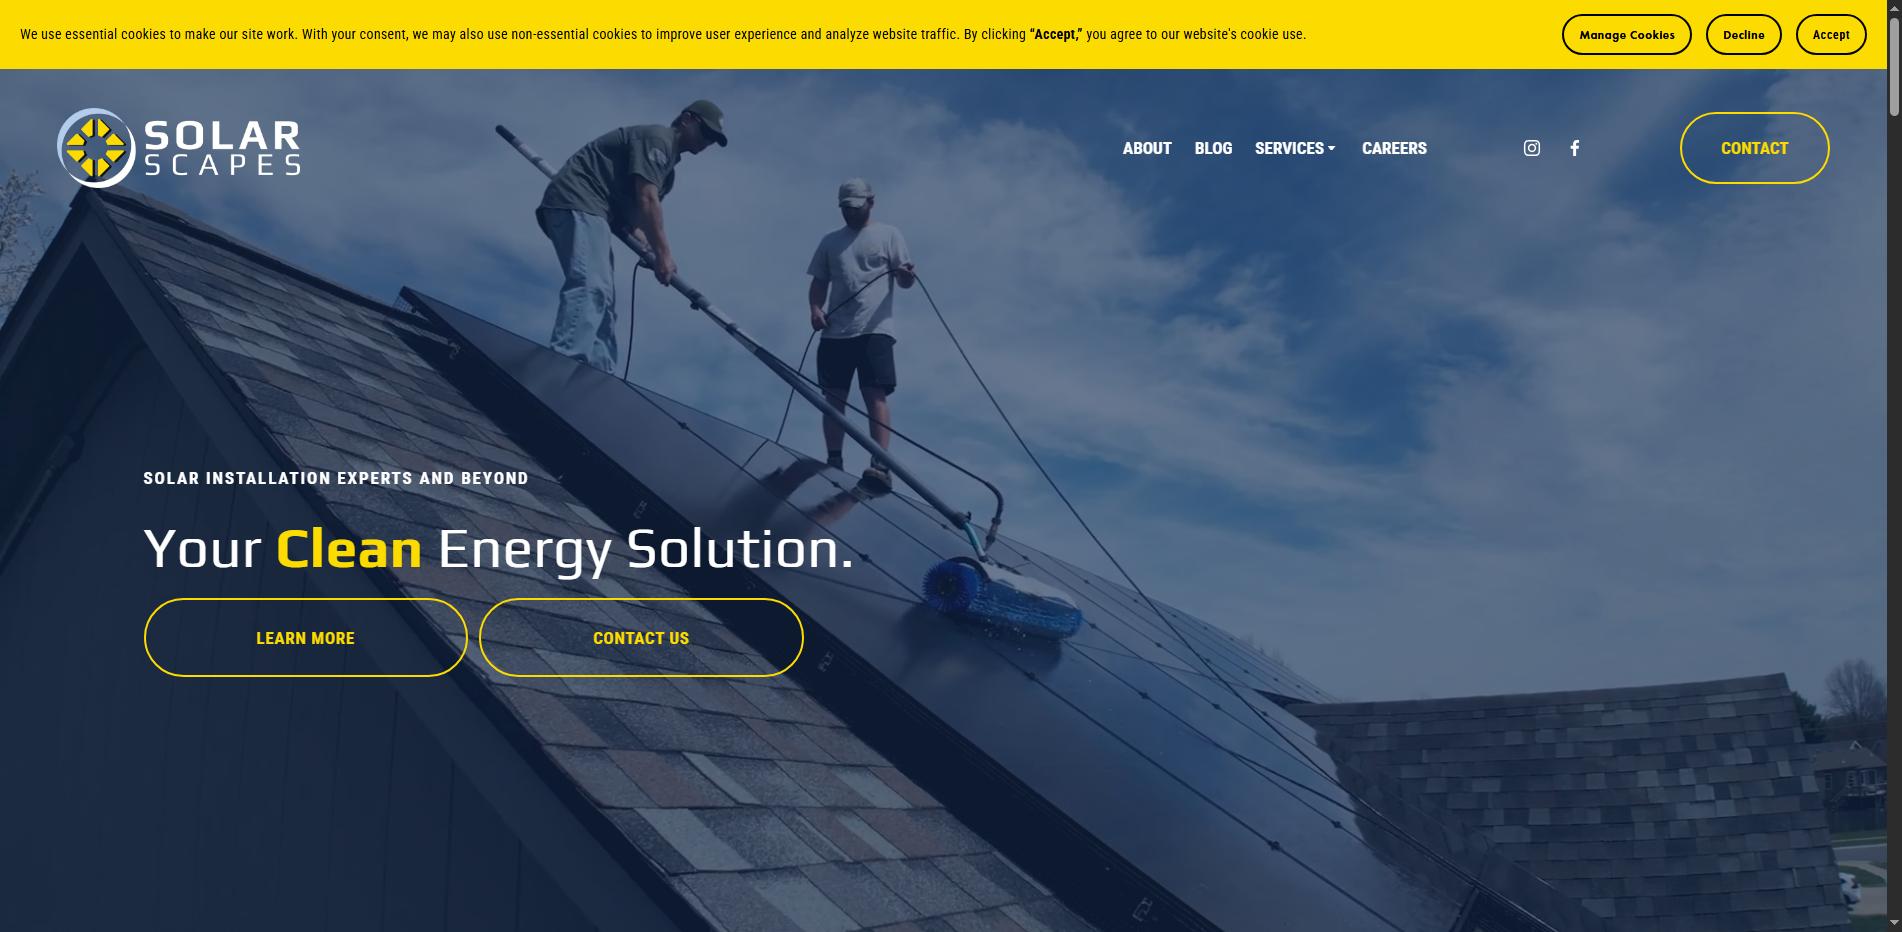 We use essential cookies to make our site work. With your consent, we may also use non-essential cookies to improve user experience and analyze website traffic. By clicking “Accept,” you agree to our website's cookie use.
Manage Cookies
Decline
Accept
SOLAR
SCAPES
ABOUT
BLOG
SERVICES
CAREERS
CONTACT
SOLAR INSTALLATION EXPERTS AND BEYOND
Your Clean Energy Solution.
LEARN MORE
CONTACT US